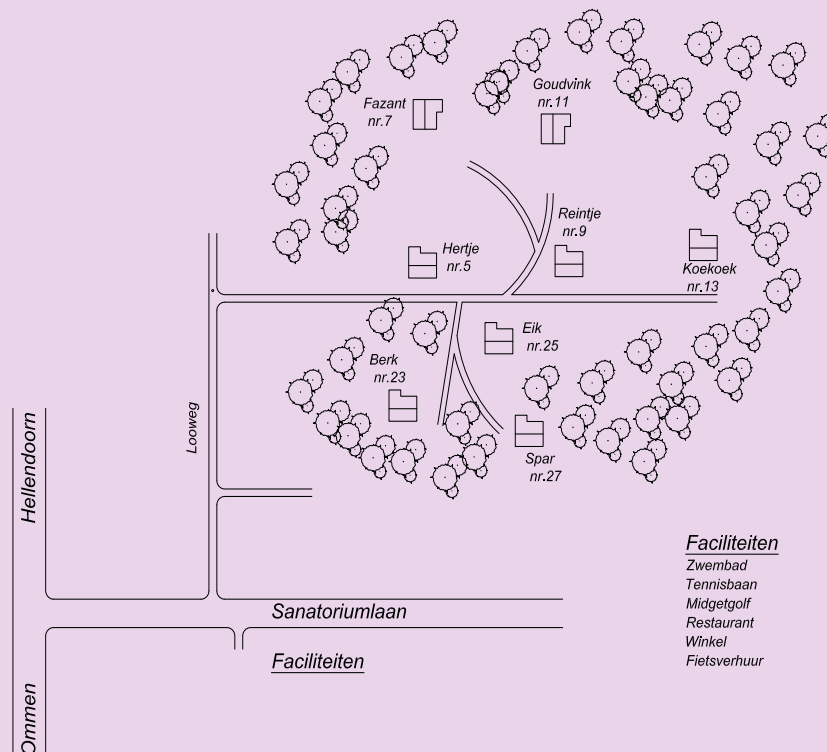 Goudvink
nr.11
Fazant
nr.7
Reintje
nr.9
Hertje
nr.5
Koekoek
nr.13
Eik
nr.25
Berk
nr.23
Looweg
Spar
nr.27
Hellendoorn
Sanatoriumlaan
Faciliteiten
Ommen
Faciliteiten
Zwembad
Tennisbaan
Midgetgolf
Restaurant
Winkel
Fietsverhuur